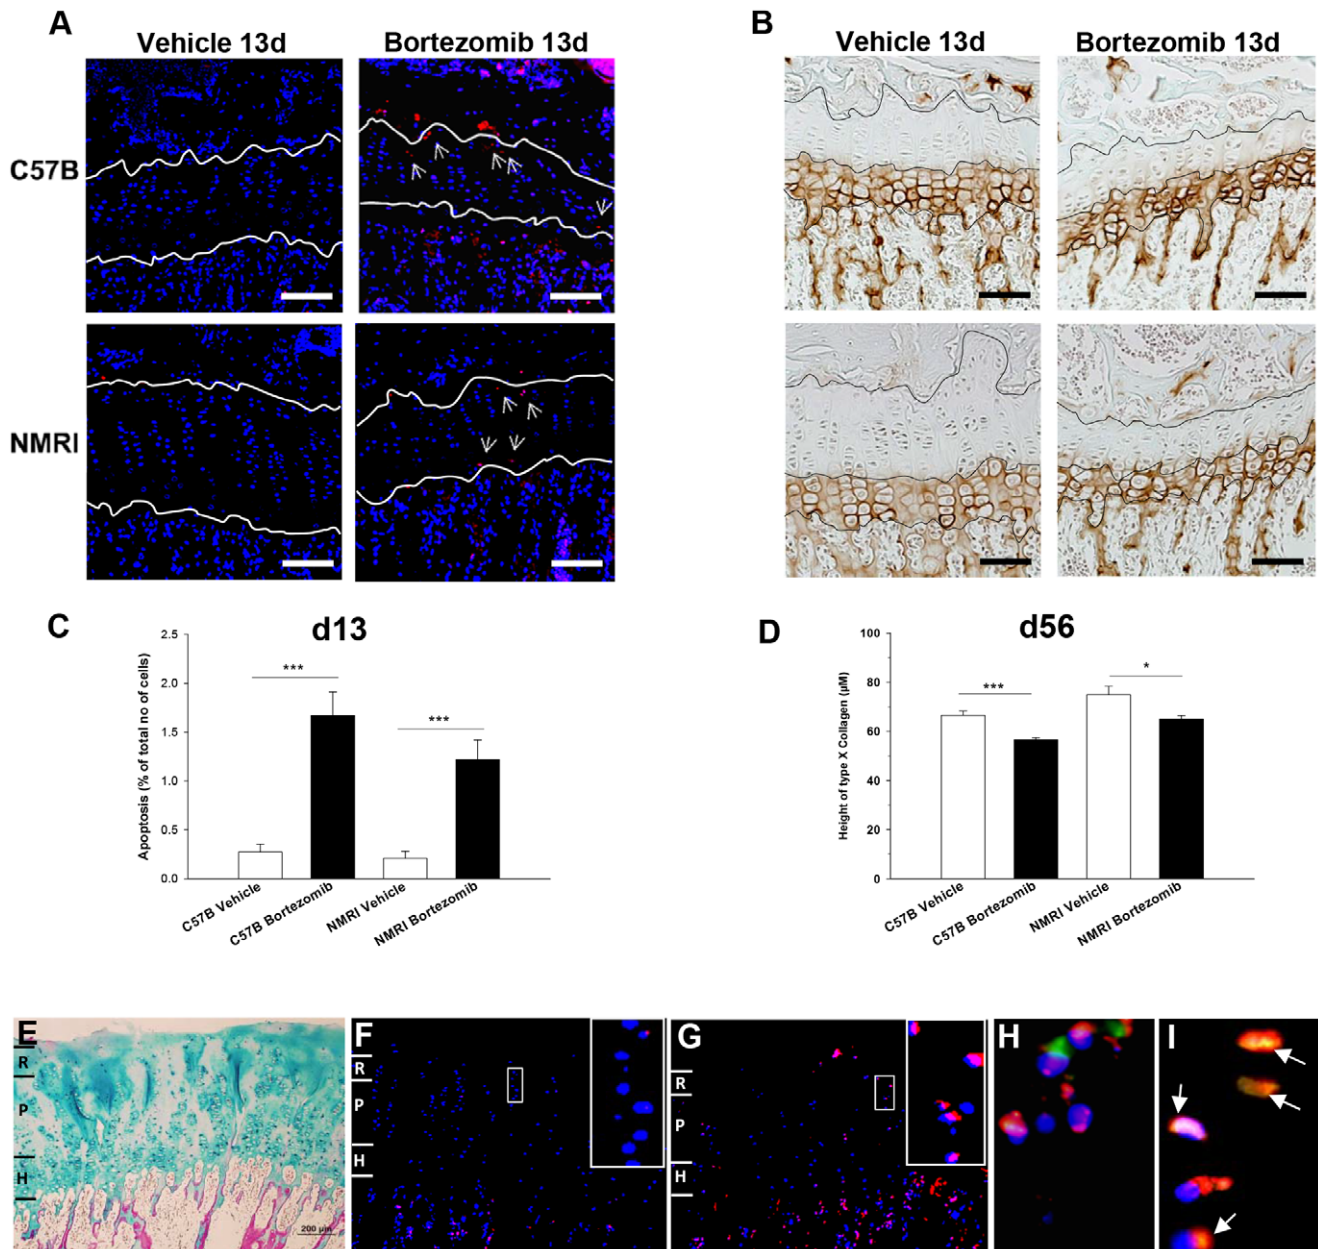 A
Vehicle 13d
Bortezomib 13d
C57B
NMRI
B
Vehicle 13d
Bortezomib 13d
C
d13
Apoptosis (% of total no of cells)
2.5
2.0
1.5
1.0
0.5
0.0
***
***
C57B Vehicle
C57B Bortezomib
NMRI Vehicle
NMRI Bortezomib
D
d56
Height of type X Collagen (µM)
100
80
60
40
20
0
***
*
C57B Vehicle
C57B Bortezomib
NMRI Vehicle
NMRI Bortezomib
E
R
P
H
200 µm
F
R
P
H
G
R
P
H
H
I